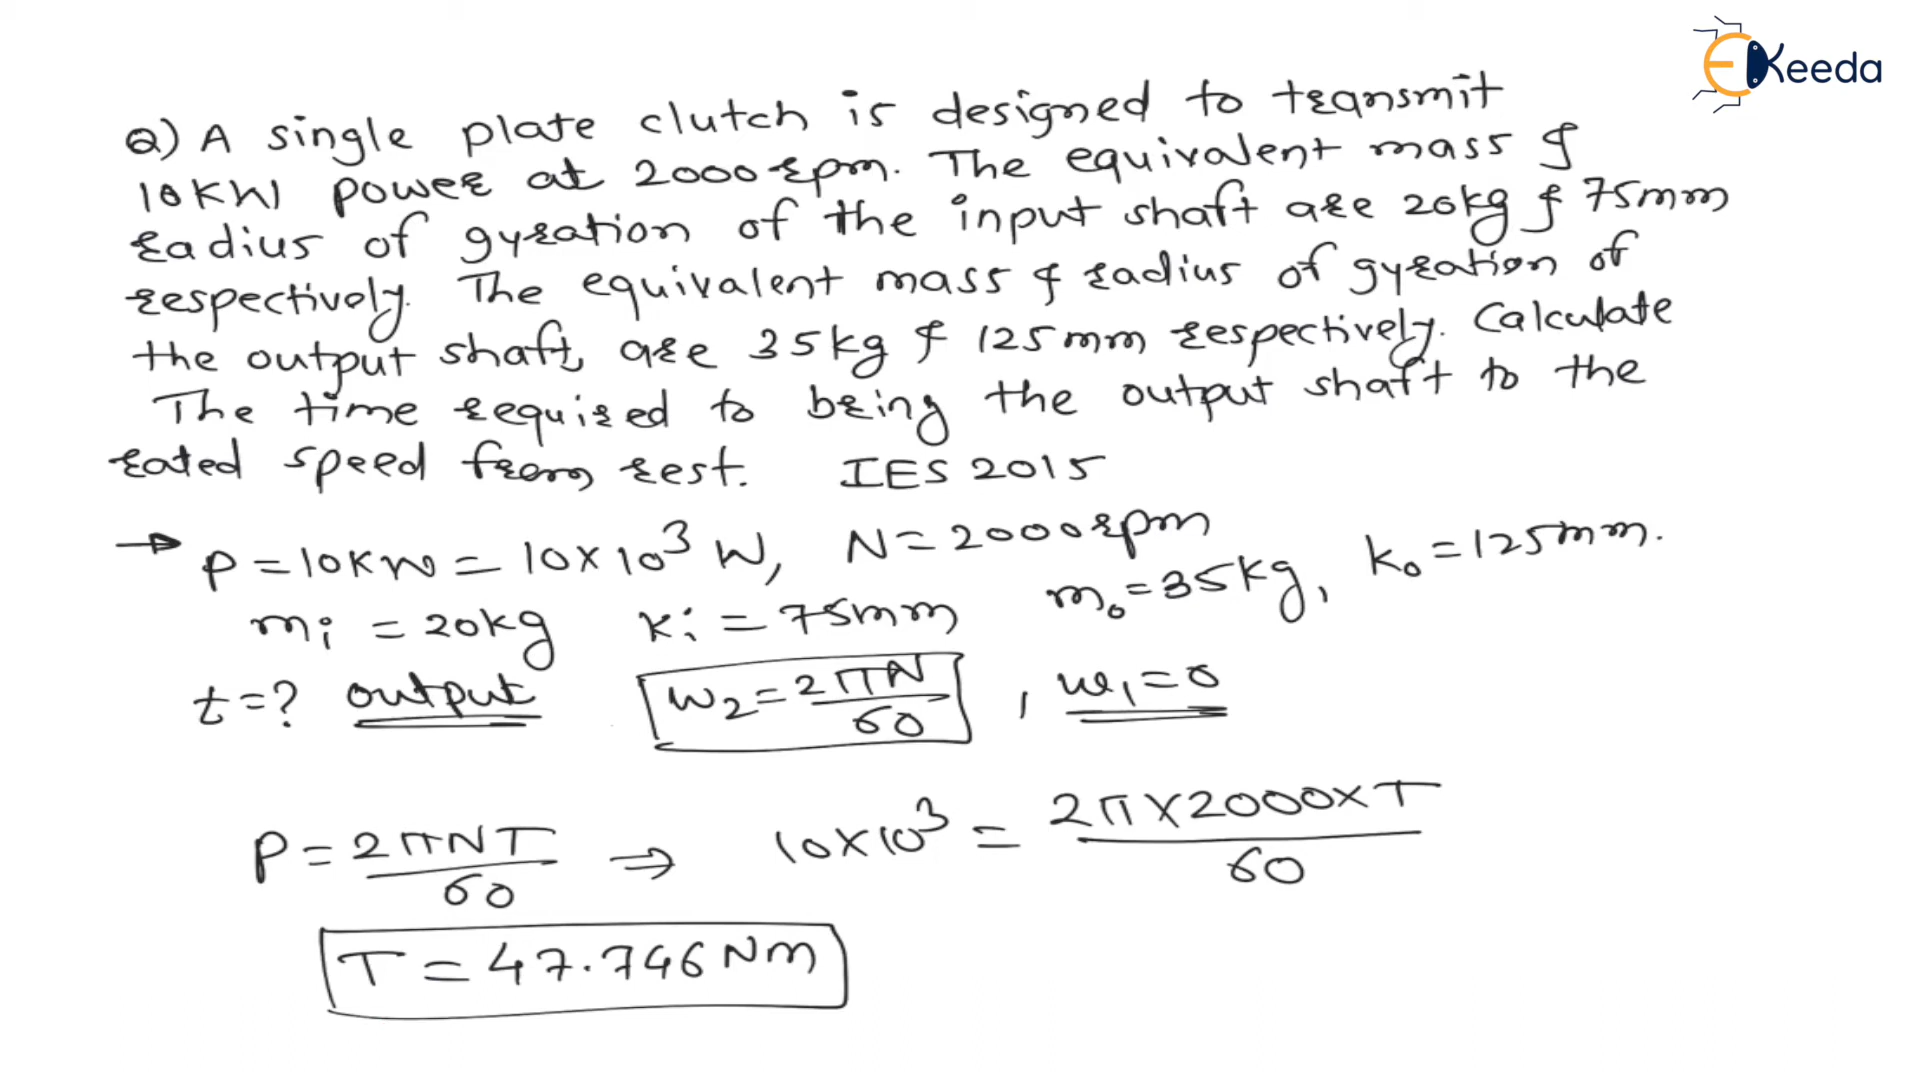 EKeeda
Q) A single plate clutch is designed to transmit
10KW power at 2000rpm. The equivalent mass &
radius of gyration of the input shaft are 20kg & 75mm
respectively. The equivalent mass & radius of gyration of
the output shaft, are 35kg & 125mm respectively. Calculate
The time required to bring the output shaft to the
rated speed from rest. IES 2015
→ P = 10KW = 10×10³ W, N = 2000rpm
mi = 20kg ki = 75mm m₀ = 35kg, k₀ = 125mm.
t = ? output ω₂ = 2πN/60 , ω₁ = 0
P = 2πNT/60 ⇒ 10×10³ = 2π×2000×T/60
T = 47.746 Nm